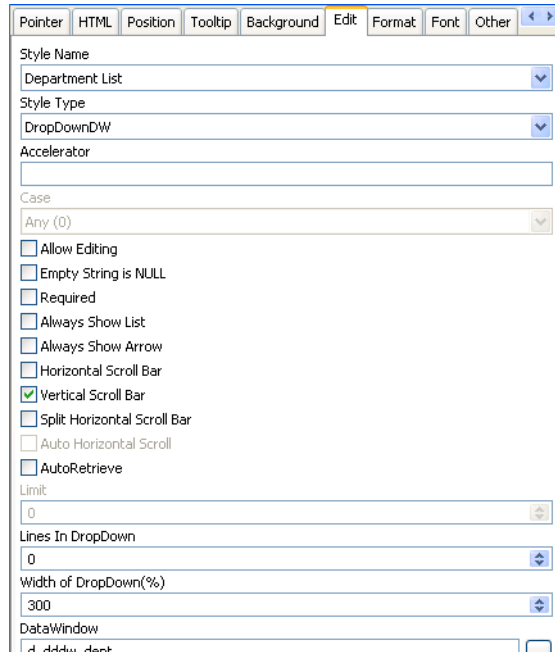 Pointer HTML Position Tooltip Background Edit Format Font Other
Style Name
Department List
Style Type
DropDownDW
Accelerator
Case
Any (0)
Allow Editing
Empty String is NULL
Required
Always Show List
Always Show Arrow
Horizontal Scroll Bar
Vertical Scroll Bar
Split Horizontal Scroll Bar
Auto Horizontal Scroll
AutoRetrieve
Limit
0
Lines In DropDown
0
Width of DropDown(%)
300
DataWindow
d_dddw_dept